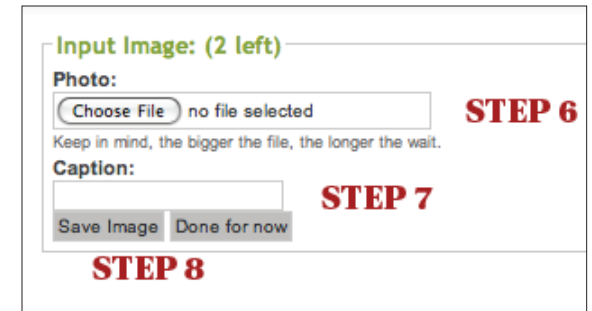 Input Image: (2 left)
Photo:
Choose File no file selected
STEP 6
Keep in mind, the bigger the file, the longer the wait.
Caption:
STEP 7
Save Image Done for now
STEP 8